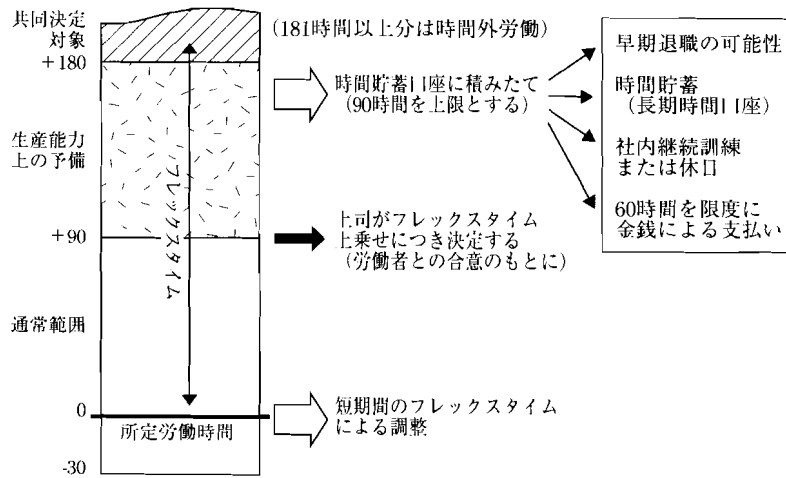 共同決定
対象
(181時間以上分は時間外労働)
+180
時間貯蓄口座に積みたて
(90時間を上限とする)
早期退職の可能性
時間貯蓄
(長期時間口座)
社内継続訓練
または休日
60時間を限度に
金銭による支払い
生産能力
上の予備
フレックスタイム
+90
上司がフレックスタイム
上乗せにつき決定する
(労働者との合意のもとに)
通常範囲
0
所定労働時間
短期間のフレックスタイム
による調整
-30